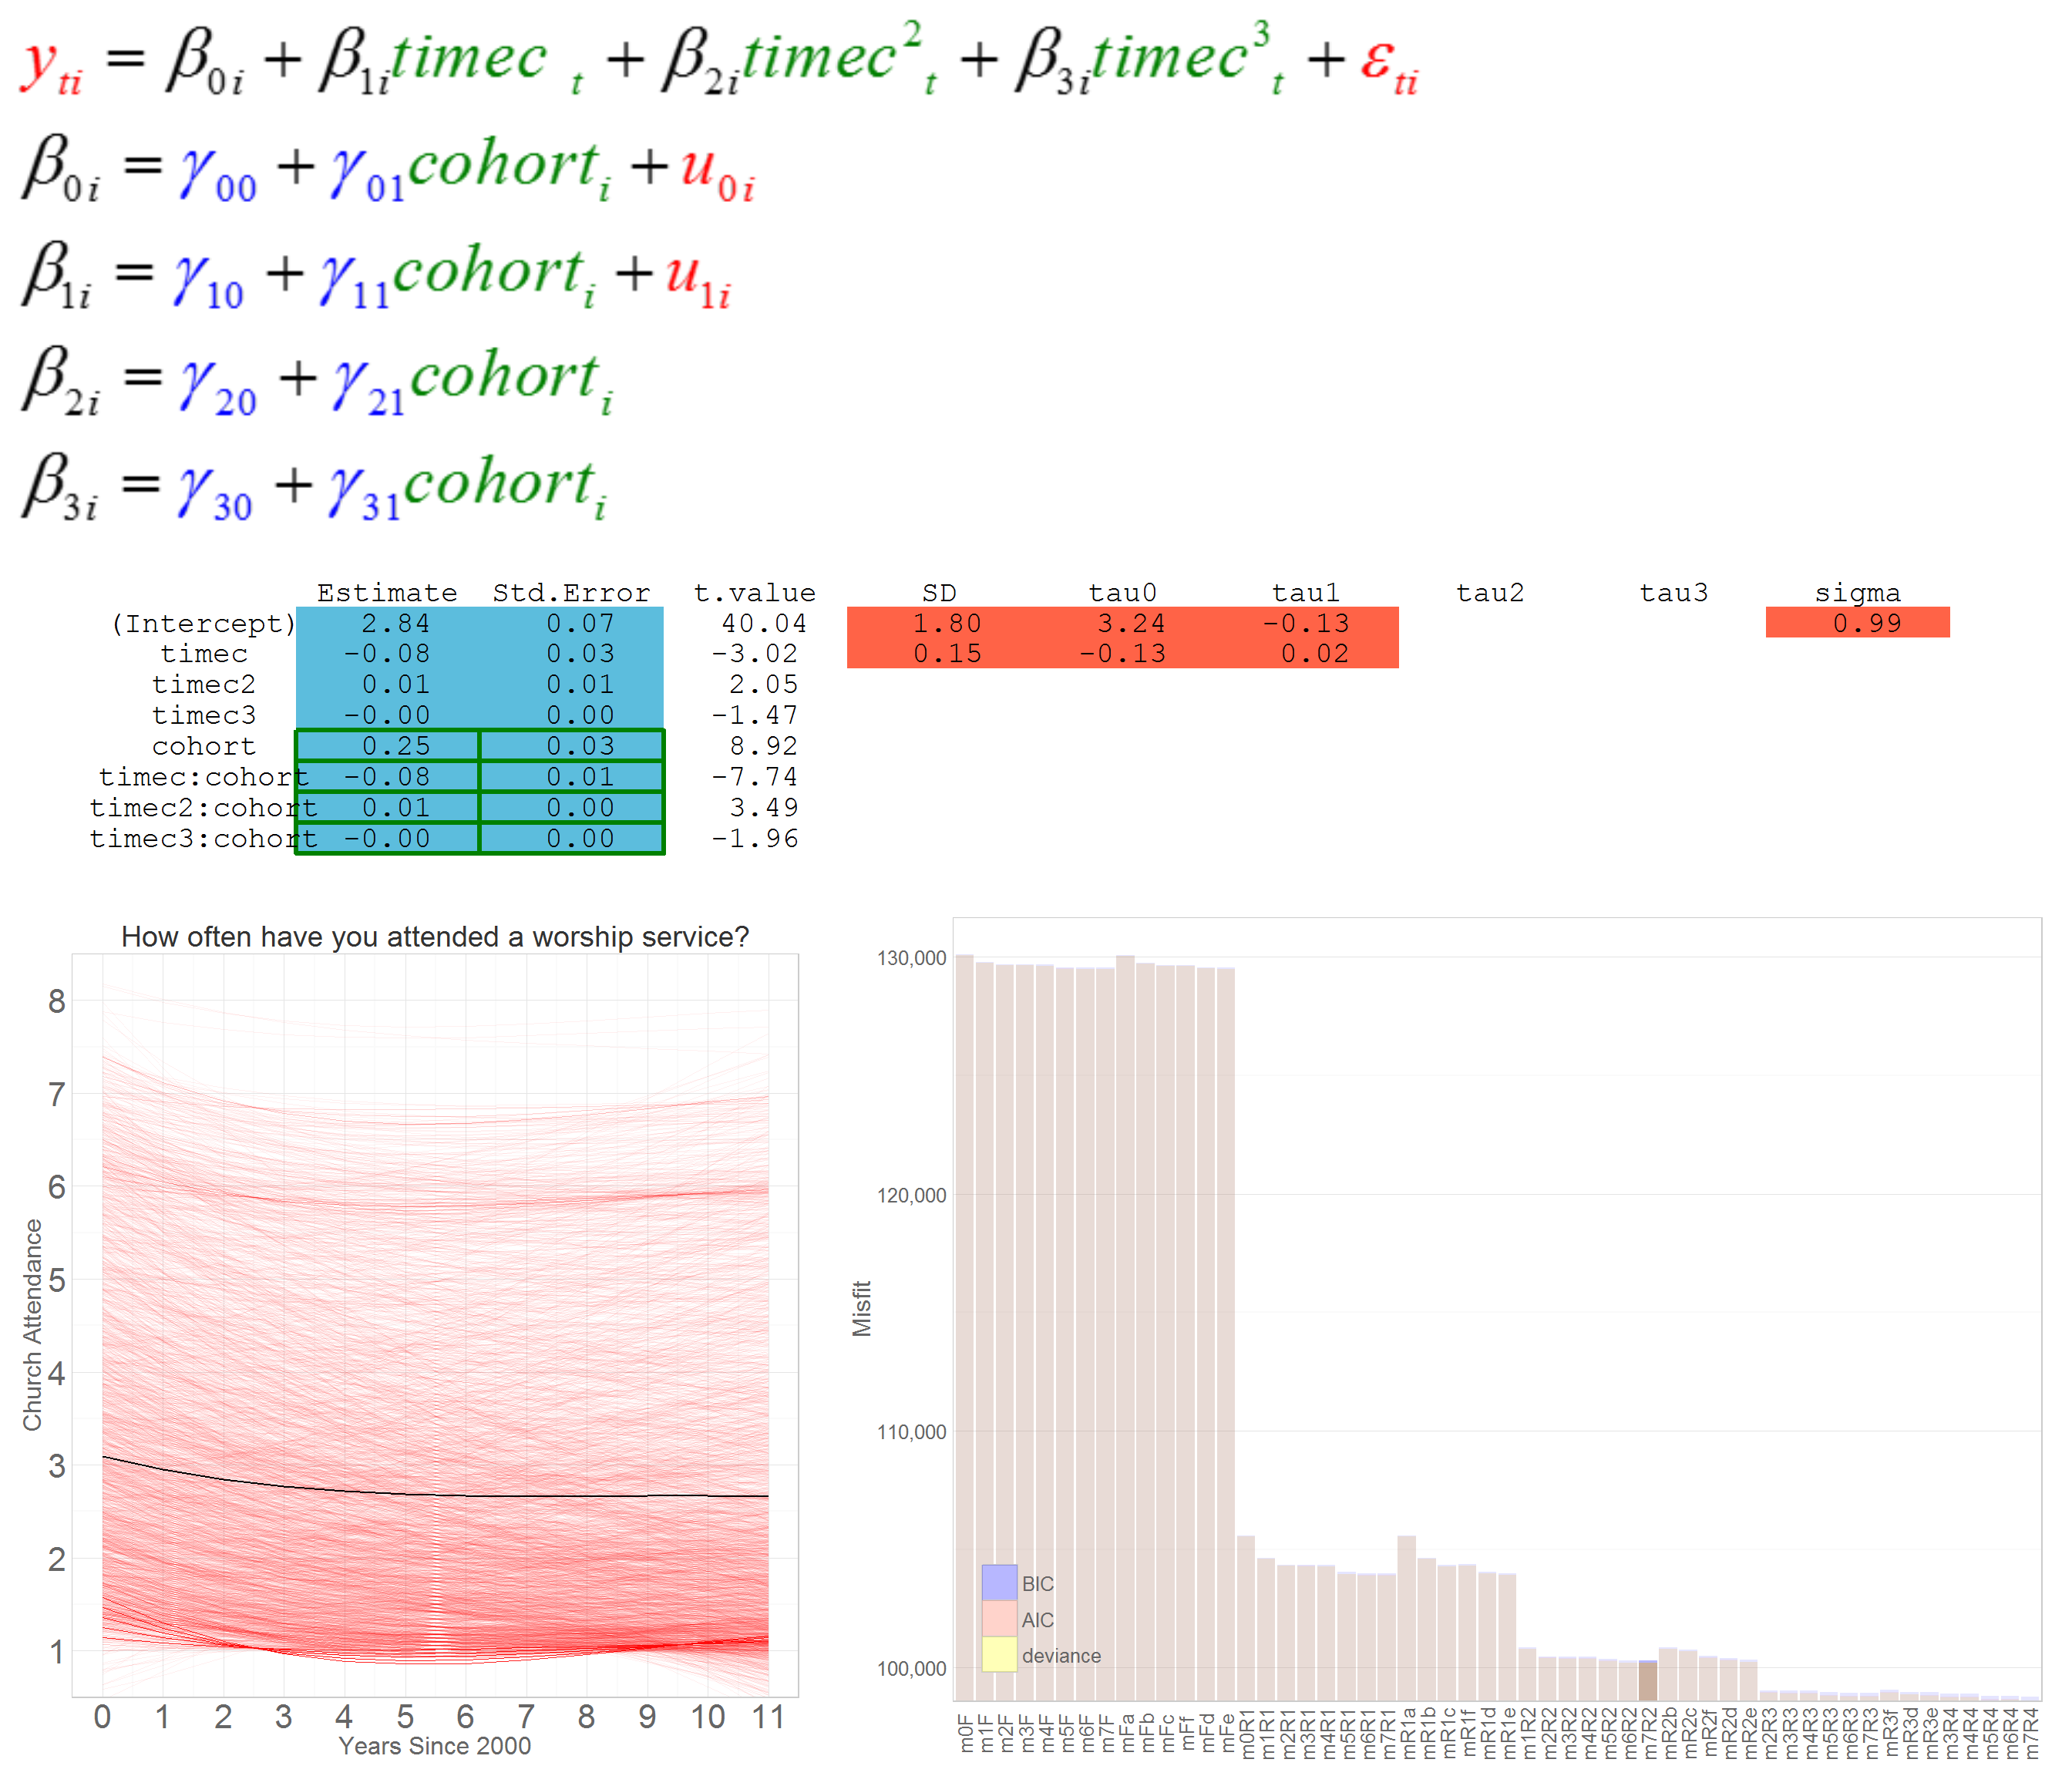 y_ti = β_0i + β_1i timec_t + β_2i timec²_t + β_3i timec³_t + ε_ti
β_0i = γ_00 + γ_01 cohort_i + u_0i
β_1i = γ_10 + γ_11 cohort_i + u_1i
β_2i = γ_20 + γ_21 cohort_i
β_3i = γ_30 + γ_31 cohort_i
Estimate Std.Error t.value SD tau0 tau1 tau2 tau3 sigma
(Intercept) 2.84 0.07 40.04 1.80 3.24 -0.13 0.99
timec -0.08 0.03 -3.02 0.15 -0.13 0.02
timec2 0.01 0.01 2.05
timec3 -0.00 0.00 -1.47
cohort 0.25 0.03 8.92
timec:cohort -0.08 0.01 -7.74
timec2:cohort 0.01 0.00 3.49
timec3:cohort -0.00 0.00 -1.96
How often have you attended a worship service?
Church Attendance
8
7
6
5
4
3
2
1
0 1 2 3 4 5 6 7 8 9 10 11
Years Since 2000
Misfit
130,000
120,000
110,000
100,000
BIC
AIC
deviance
m0F m1F m2F m3F m4F m5F m6F m7F mFa mFb mFc mFf mFd mFe m0R1 m1R1 m2R1 m3R1 m4R1 m5R1 m6R1 m7R1 mR1a mR1b mR1c mR1f mR1d mR1e m1R2 m2R2 m3R2 m4R2 m5R2 m6R2 m7R2 mR2b mR2c mR2f mR2d mR2e m2R3 m3R3 m4R3 m5R3 m6R3 m7R3 mR3f mR3d mR3e m3R4 m4R4 m5R4 m6R4 m7R4